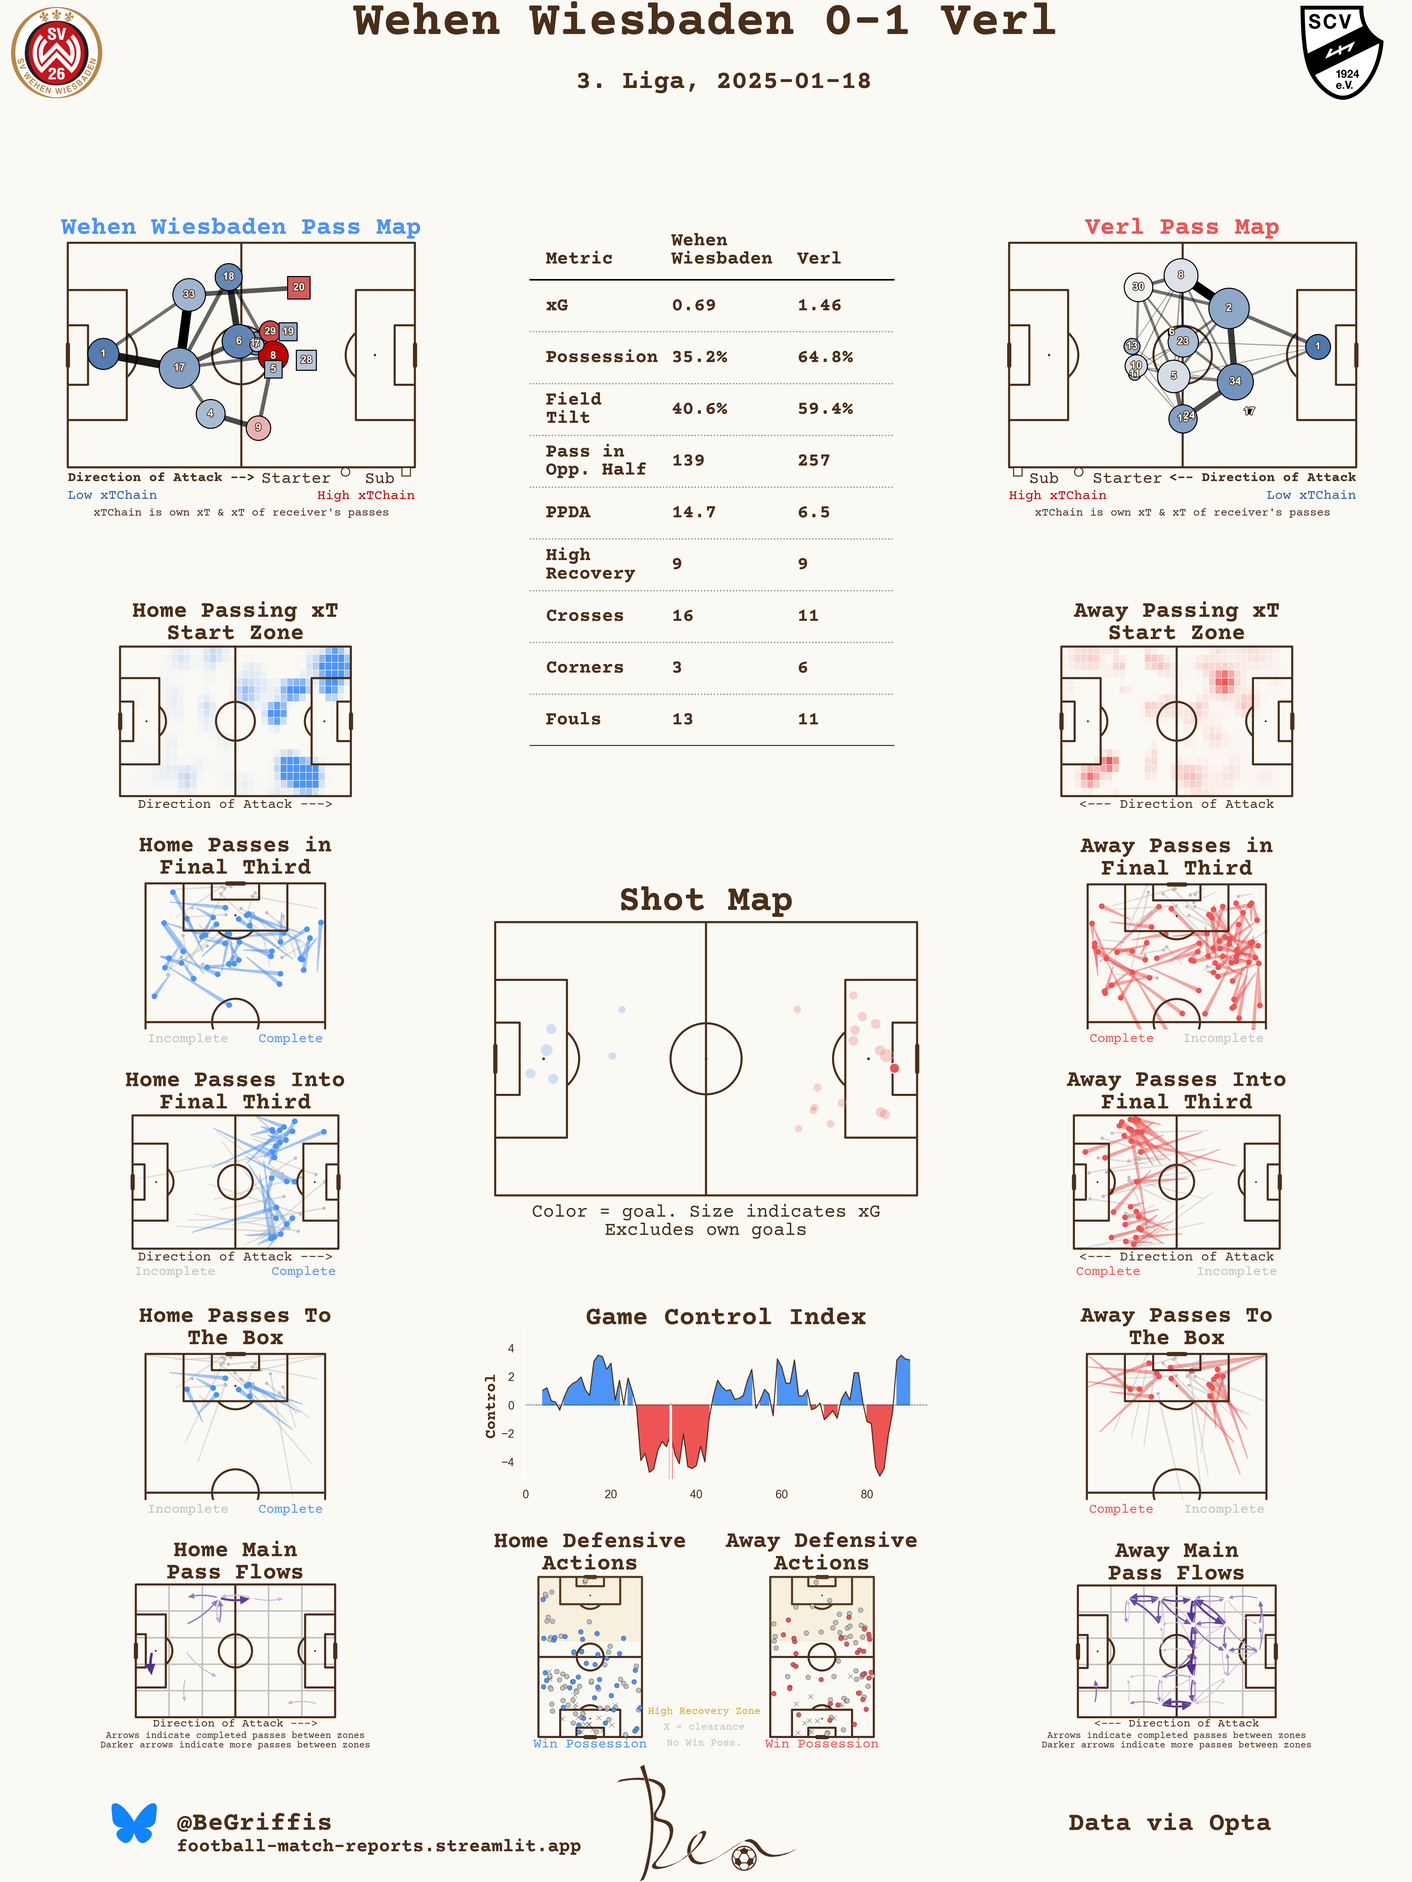 Wehen Wiesbaden 0-1 Verl
3. Liga, 2025-01-18
SV
26
SV WEHEN WIESBADEN
SCV
1924
e.V.
Wehen Wiesbaden Pass Map
1
33
18
20
17
6
29
19
8
5
28
4
9
Direction of Attack --> Starter Sub
Low xTChain High xTChain
xTChain is own xT & xT of receiver's passes
Metric Wehen Wiesbaden Verl
xG 0.69 1.46
Possession 35.2% 64.8%
Field Tilt 40.6% 59.4%
Pass in Opp. Half 139 257
PPDA 14.7 6.5
High Recovery 9 9
Crosses 16 11
Corners 3 6
Fouls 13 11
Verl Pass Map
30
8
2
6
23
13
10
11
5
34
1
24
17
Sub Starter <-- Direction of Attack
High xTChain Low xTChain
xTChain is own xT & xT of receiver's passes
Home Passing xT
Start Zone
Direction of Attack --->
Away Passing xT
Start Zone
<--- Direction of Attack
Home Passes in
Final Third
Incomplete Complete
Away Passes in
Final Third
Complete Incomplete
Shot Map
Color = goal. Size indicates xG
Excludes own goals
Home Passes Into
Final Third
Direction of Attack --->
Incomplete Complete
Away Passes Into
Final Third
<--- Direction of Attack
Complete Incomplete
Home Passes To
The Box
Incomplete Complete
Game Control Index
Control
4
2
0
−2
−4
0 20 40 60 80
Away Passes To
The Box
Complete Incomplete
Home Main
Pass Flows
Direction of Attack --->
Arrows indicate completed passes between zones
Darker arrows indicate more passes between zones
Home Defensive
Actions
Win Possession
Away Defensive
Actions
Win Possession
High Recovery Zone
X = clearance
No Win Poss.
Away Main
Pass Flows
<--- Direction of Attack
Arrows indicate completed passes between zones
Darker arrows indicate more passes between zones
@BeGriffis
football-match-reports.streamlit.app
Ben
Data via Opta